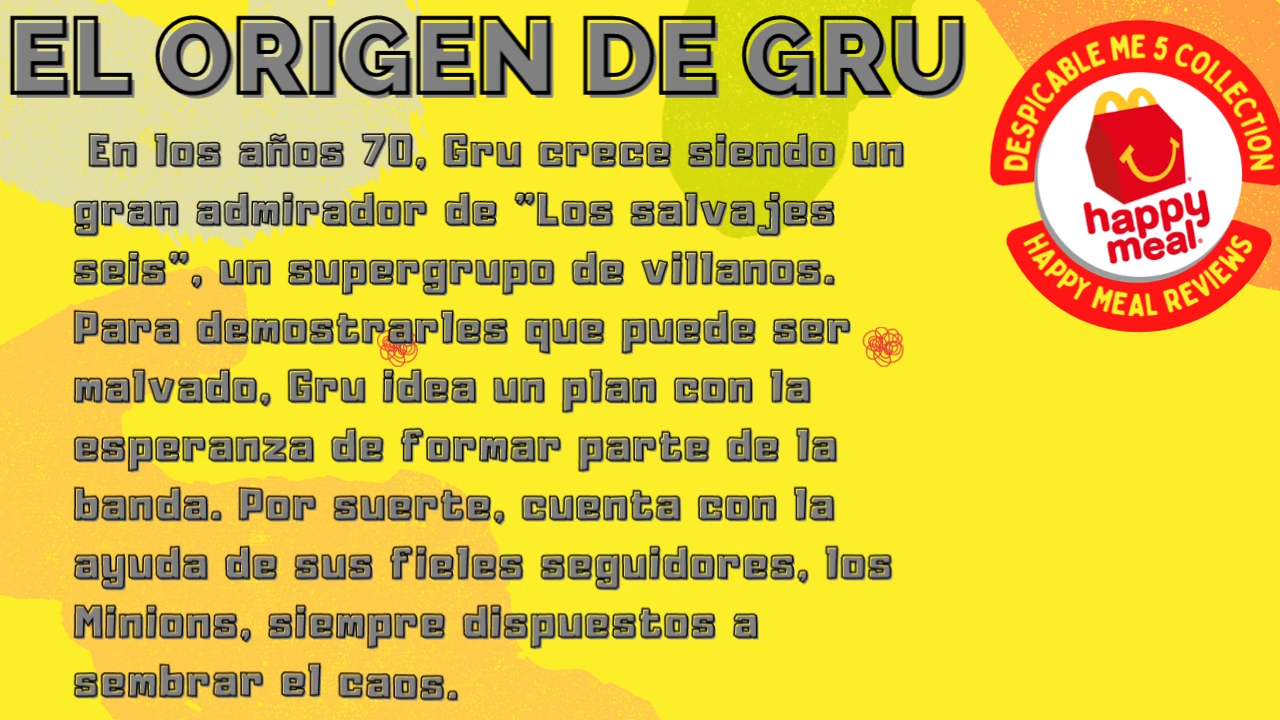 EL ORIGEN DE GRU
En los años 70, Gru crece siendo un
gran admirador de "Los salvajes
seis", un supergrupo de villanos.
Para demostrarles que puede ser
malvado, Gru idea un plan con la
esperanza de formar parte de la
banda. Por suerte, cuenta con la
ayuda de sus fieles seguidores, los
Minions, siempre dispuestos a
sembrar el caos.
DESPICABLE ME 5 COLLECTION
happy
meal
HAPPY MEAL REVIEWS